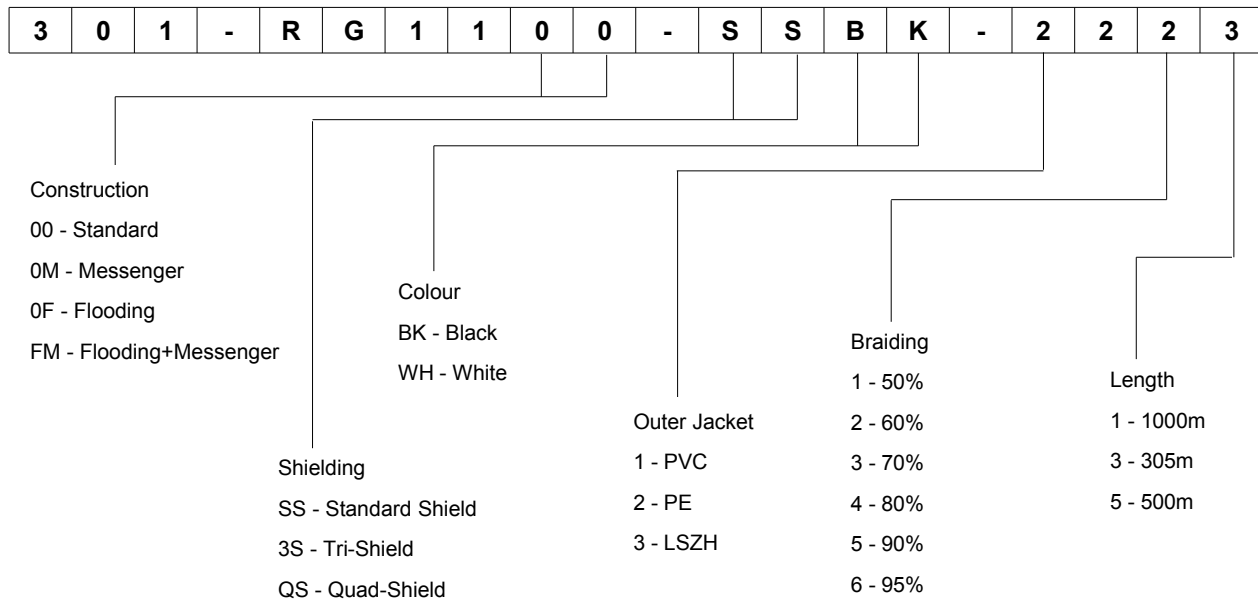 3 0 1 - R G 1 1 0 0 - S S B K - 2 2 2 3
Construction
00 - Standard
0M - Messenger
0F - Flooding
FM - Flooding+Messenger
Shielding
SS - Standard Shield
3S - Tri-Shield
QS - Quad-Shield
Colour
BK - Black
WH - White
Outer Jacket
1 - PVC
2 - PE
3 - LSZH
Braiding
1 - 50%
2 - 60%
3 - 70%
4 - 80%
5 - 90%
6 - 95%
Length
1 - 1000m
3 - 305m
5 - 500m